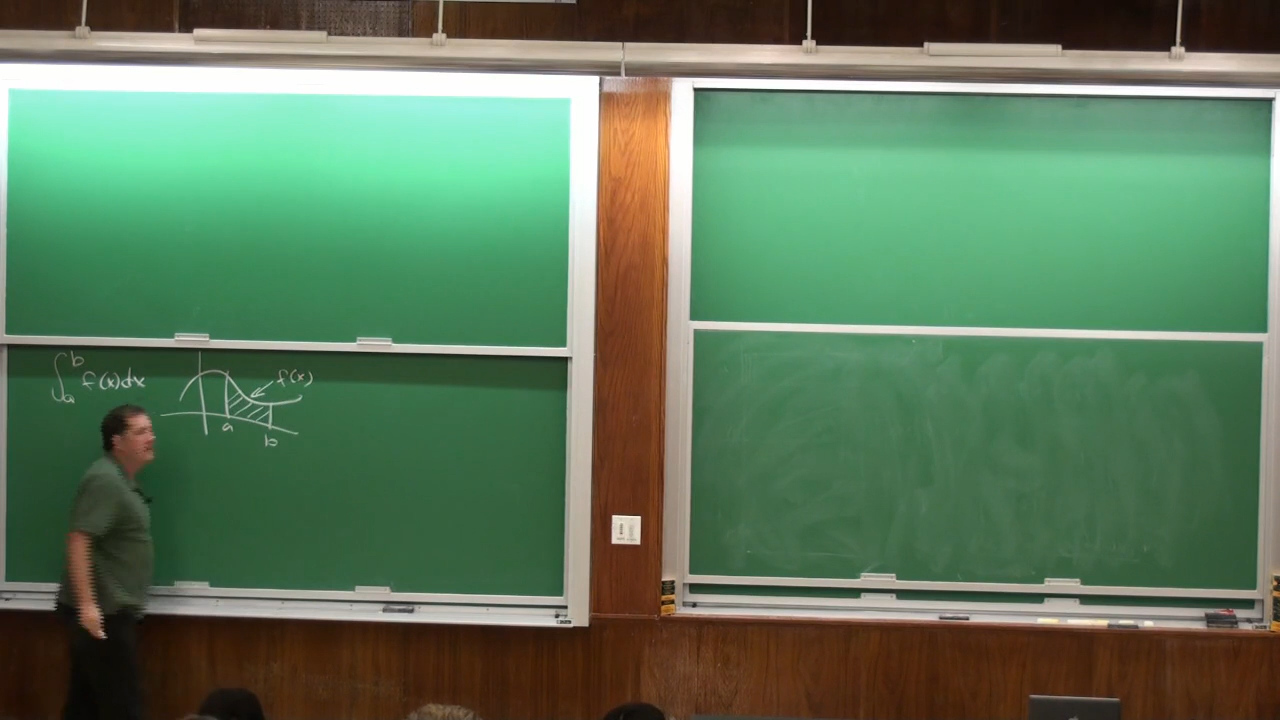 ∫_a^b f(x)dx
f(x)
a
b